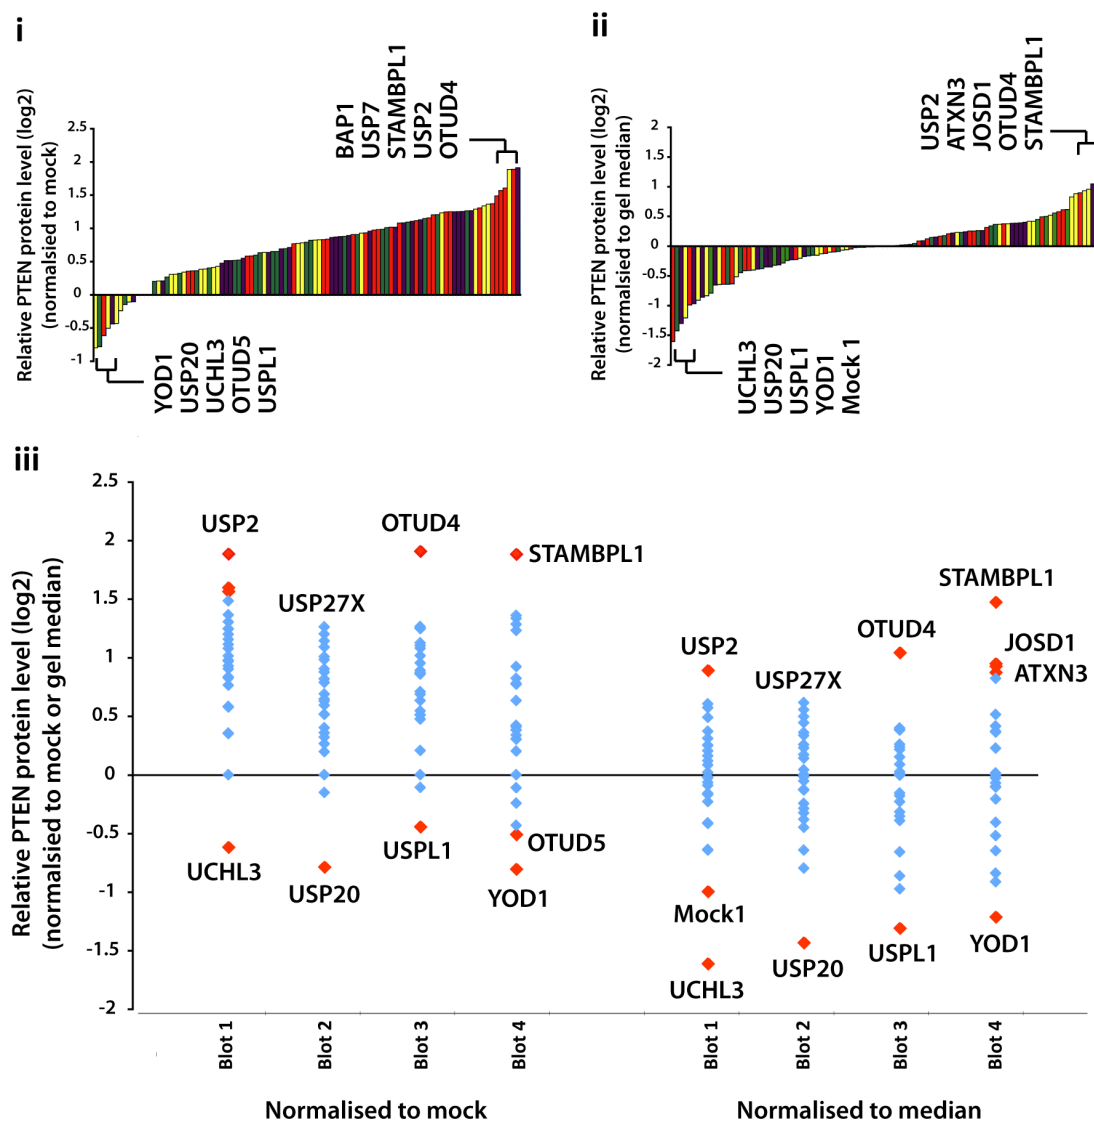 i
BAP1
USP7
STAMBPL1
USP2
OTUD4
Relative PTEN protein level (log2)
(normalised to mock)
2.5
2
1.5
1
0.5
0
-0.5
-1
YOD1
USP20
UCHL3
OTUD5
USPL1
ii
USP2
ATXN3
JOSD1
OTUD4
STAMBPL1
Relative PTEN protein level (log2)
(normalsied to gel median)
2
1.5
1
0.5
0
-0.5
-1
-1.5
-2
UCHL3
USP20
USPL1
YOD1
Mock 1
iii
Relative PTEN protein level (log2)
(normalsied to mock or gel median)
2.5
2
1.5
1
0.5
0
-0.5
-1
-1.5
-2
USP2
UCHL3
USP27X
USP20
OTUD4
USPL1
STAMBPL1
OTUD5
YOD1
USP2
Mock1
UCHL3
USP27X
USP20
OTUD4
USPL1
STAMBPL1
JOSD1
ATXN3
YOD1
Blot 1
Blot 2
Blot 3
Blot 4
Blot 1
Blot 2
Blot 3
Blot 4
Normalised to mock
Normalised to median